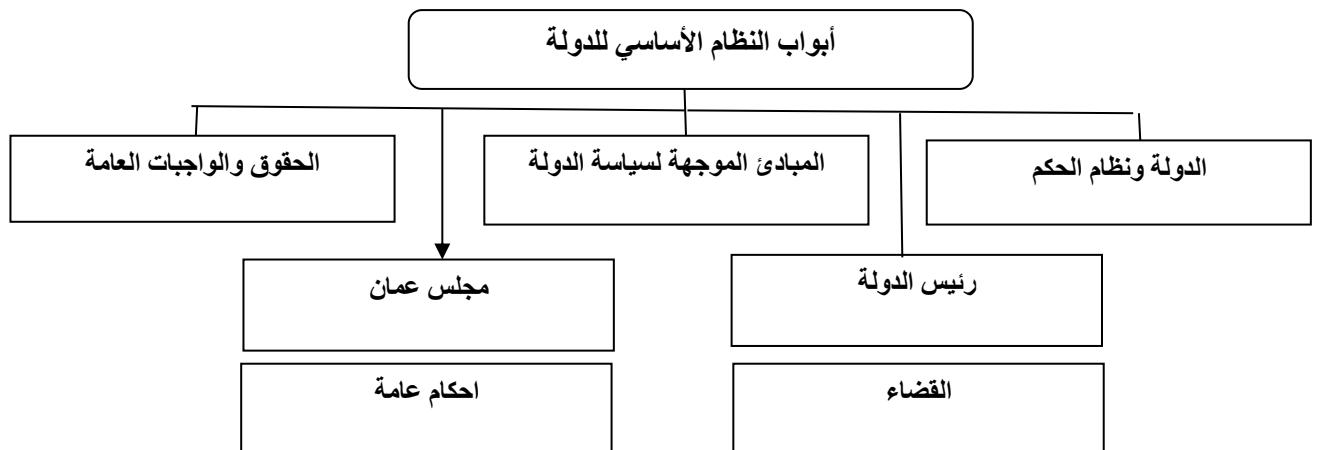 أبواب النظام الأساسي للدولة
الدولة ونظام الحكم
المبادئ الموجهة لسياسة الدولة
الحقوق والواجبات العامة
رئيس الدولة
مجلس عمان
القضاء
احكام عامة